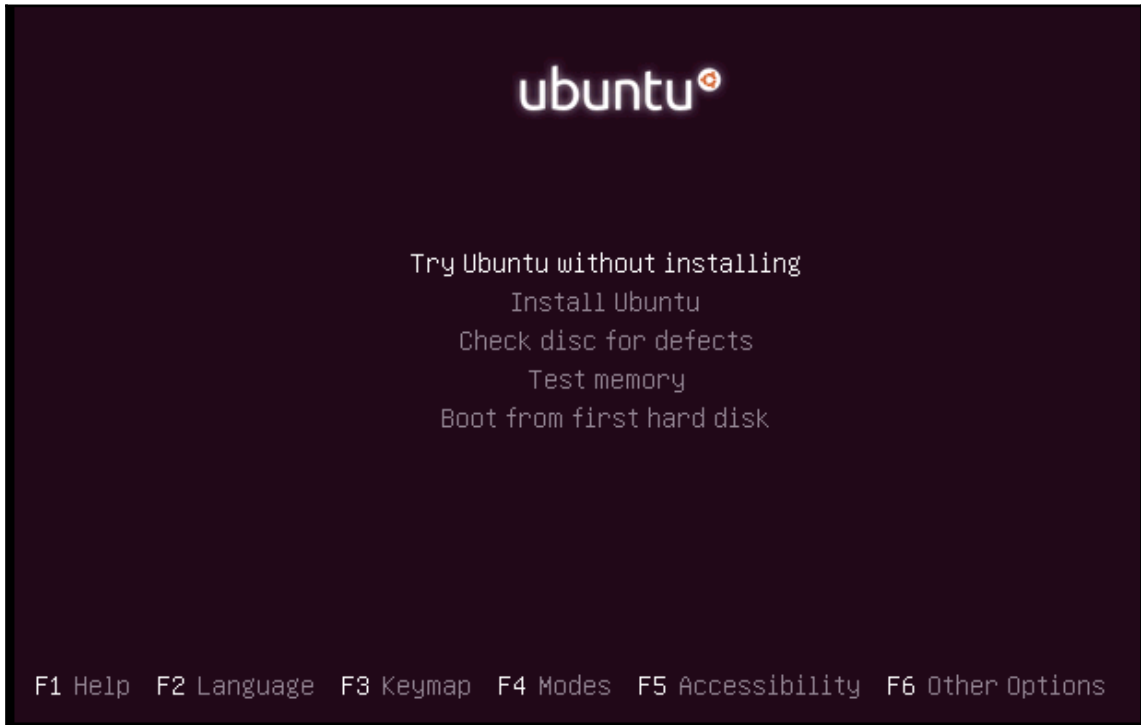 ubuntu
Try Ubuntu without installing
Install Ubuntu
Check disc for defects
Test memory
Boot from first hard disk
F1 Help F2 Language F3 Keymap F4 Modes F5 Accessibility F6 Other Options